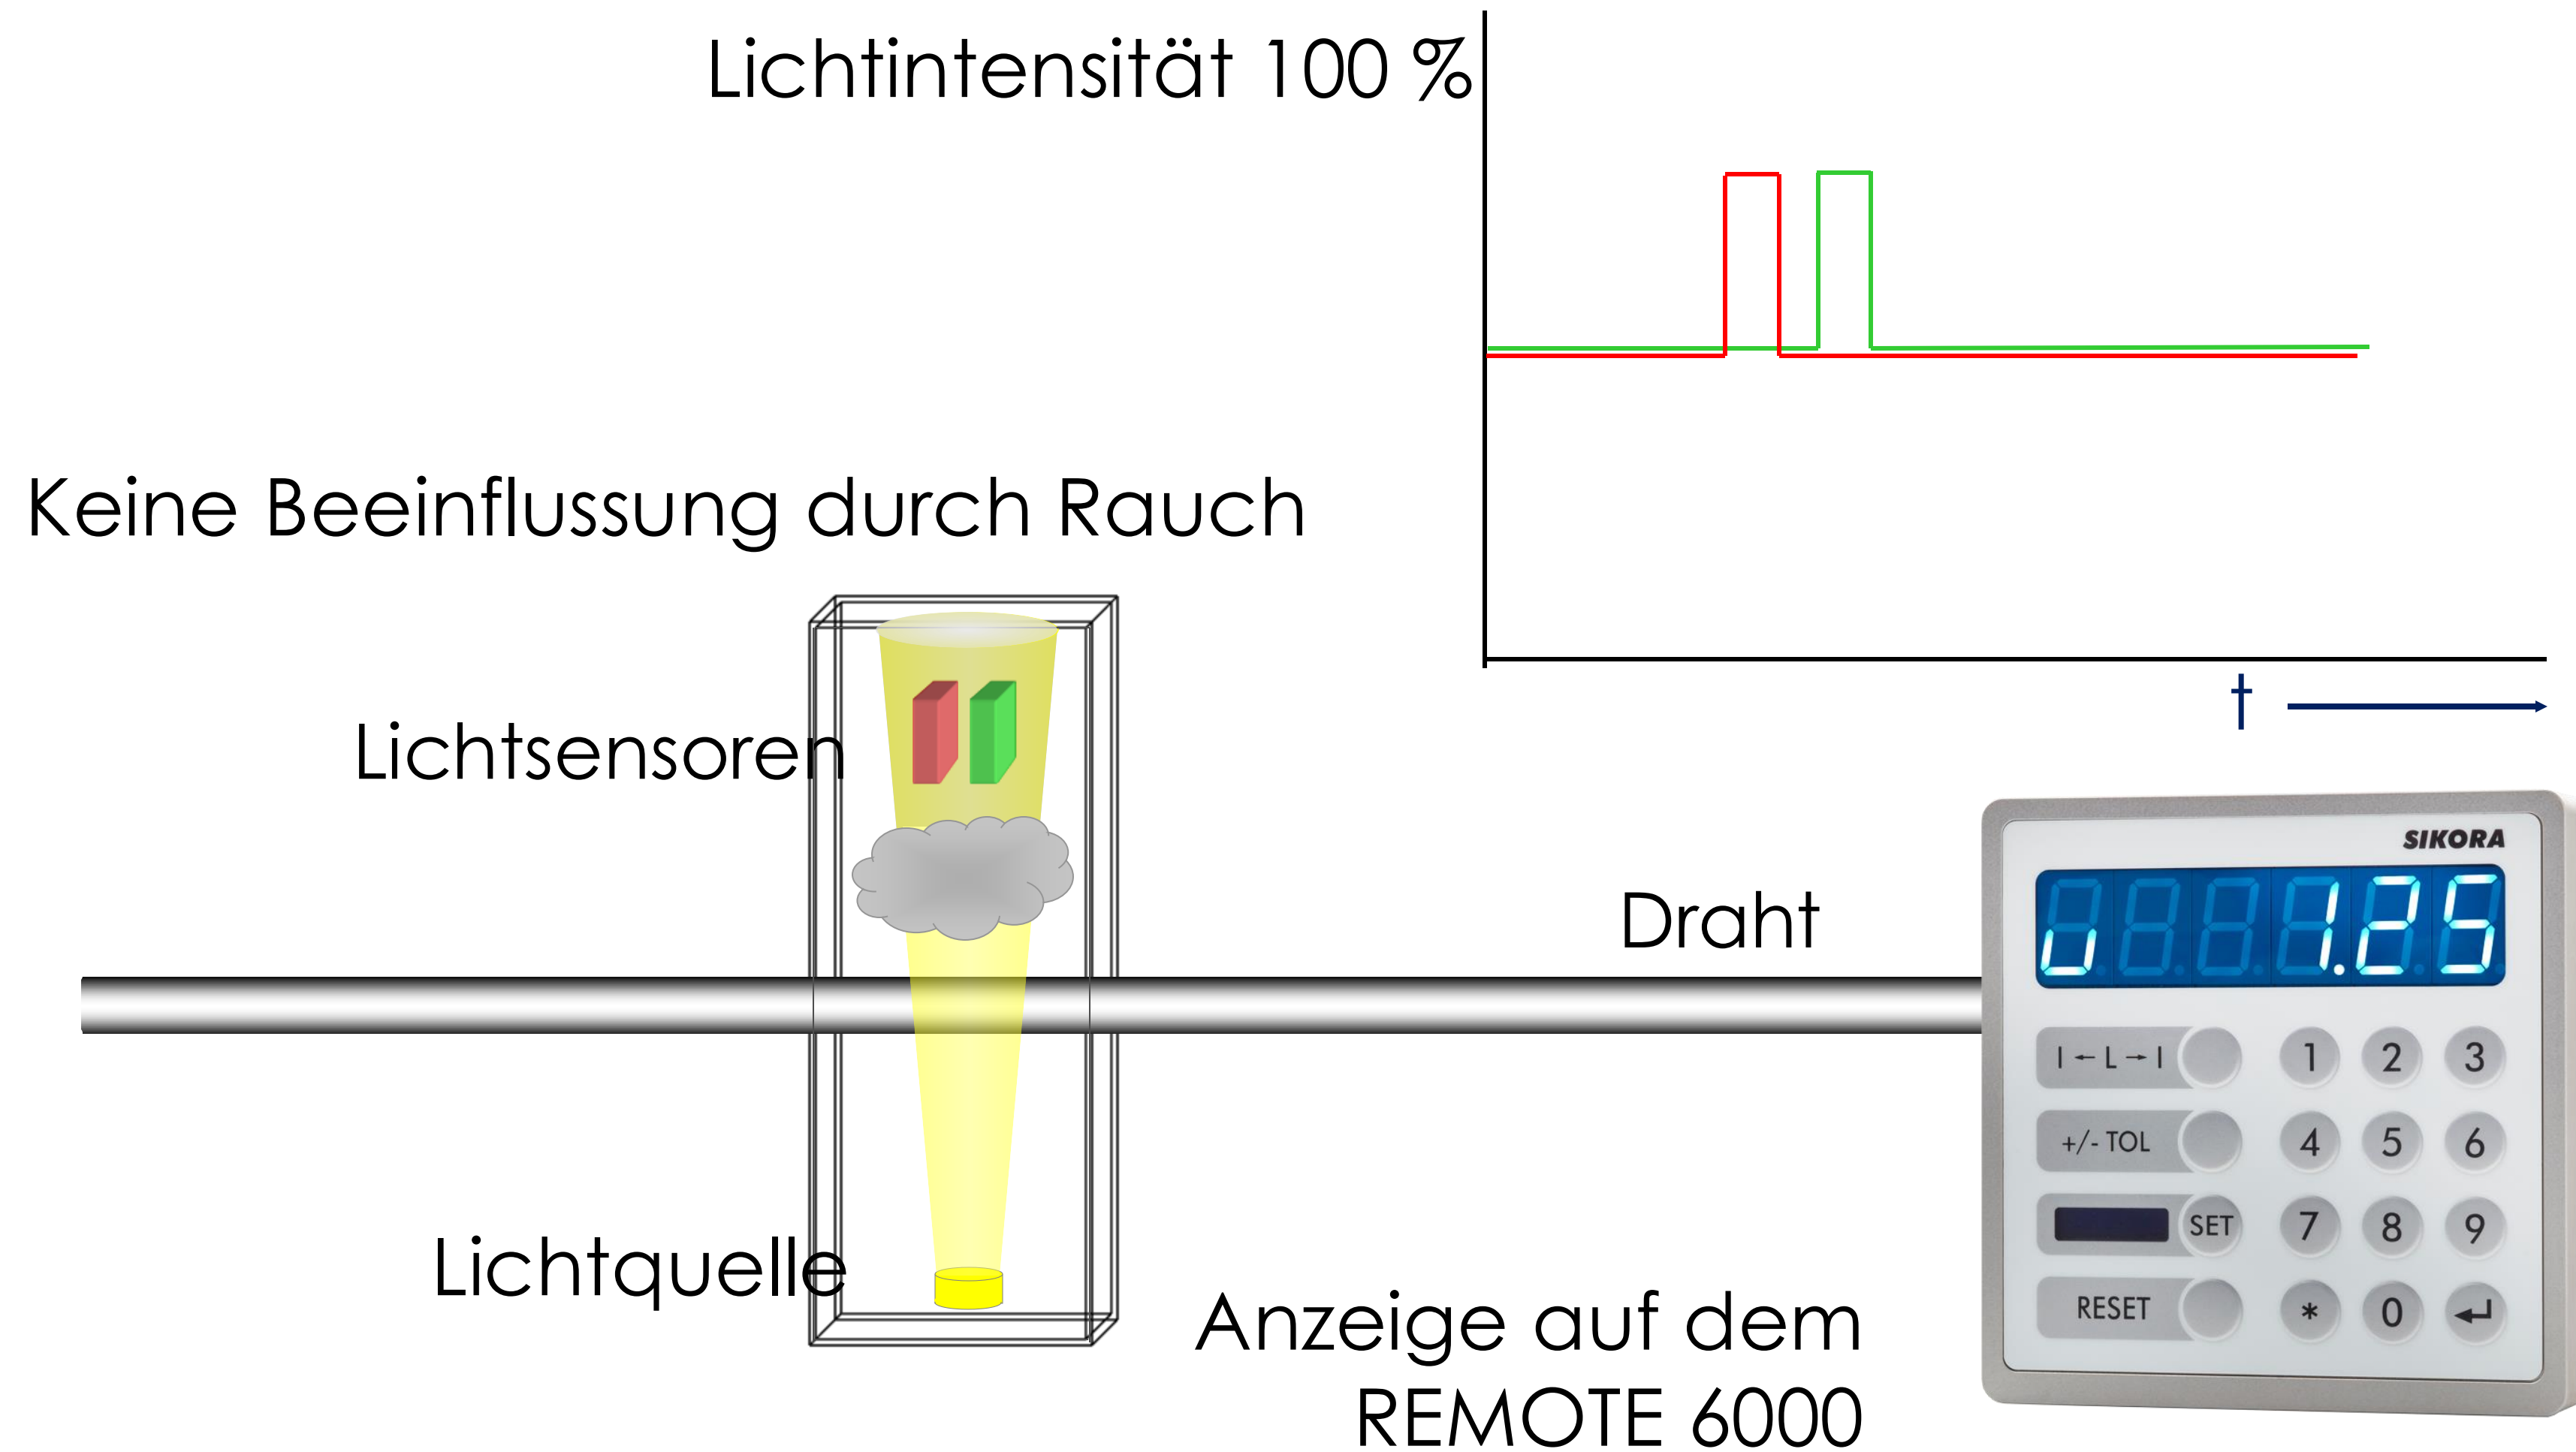 Lichtintensität 100 %
Keine Beeinflussung durch Rauch
t
Lichtsensoren
SIKORA
Draht
u 1.25
I ← L → I 1 2 3
+/- TOL 4 5 6
SET 7 8 9
Lichtquelle
RESET * 0 ↵
Anzeige auf dem
REMOTE 6000